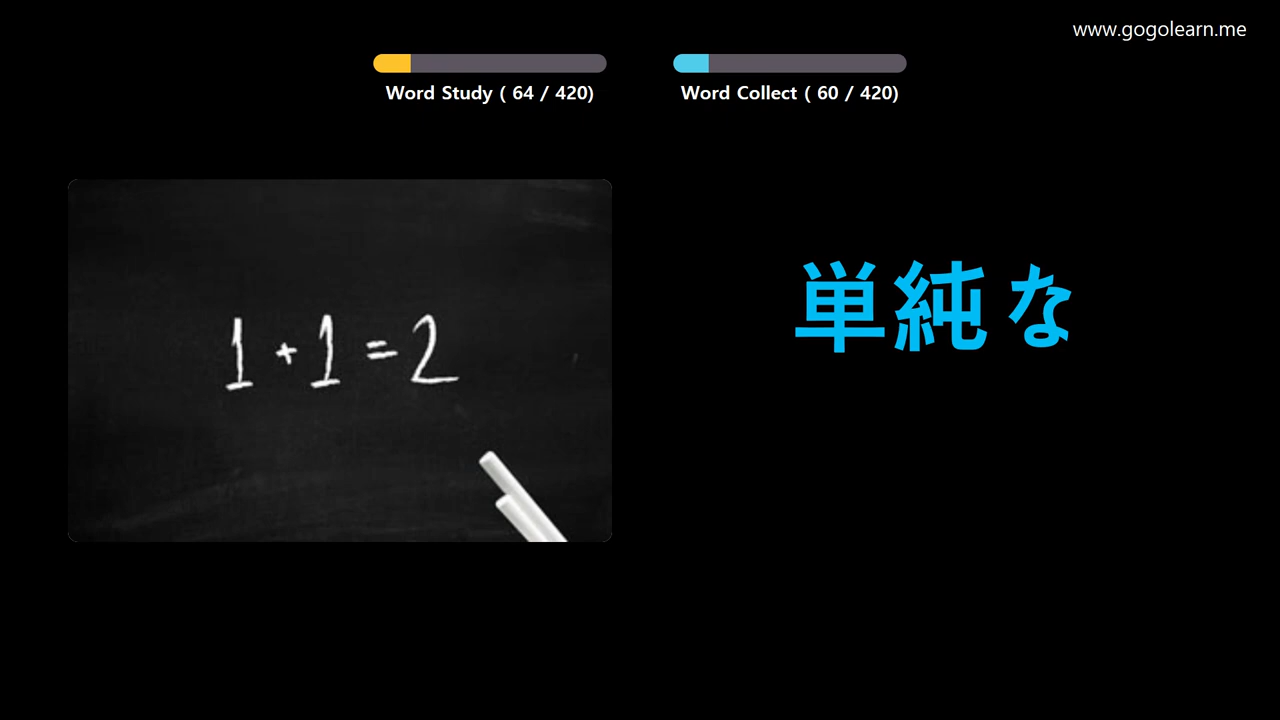 www.gogolearn.me
Word Study ( 64 / 420)
Word Collect ( 60 / 420)
単純な
1 + 1 = 2